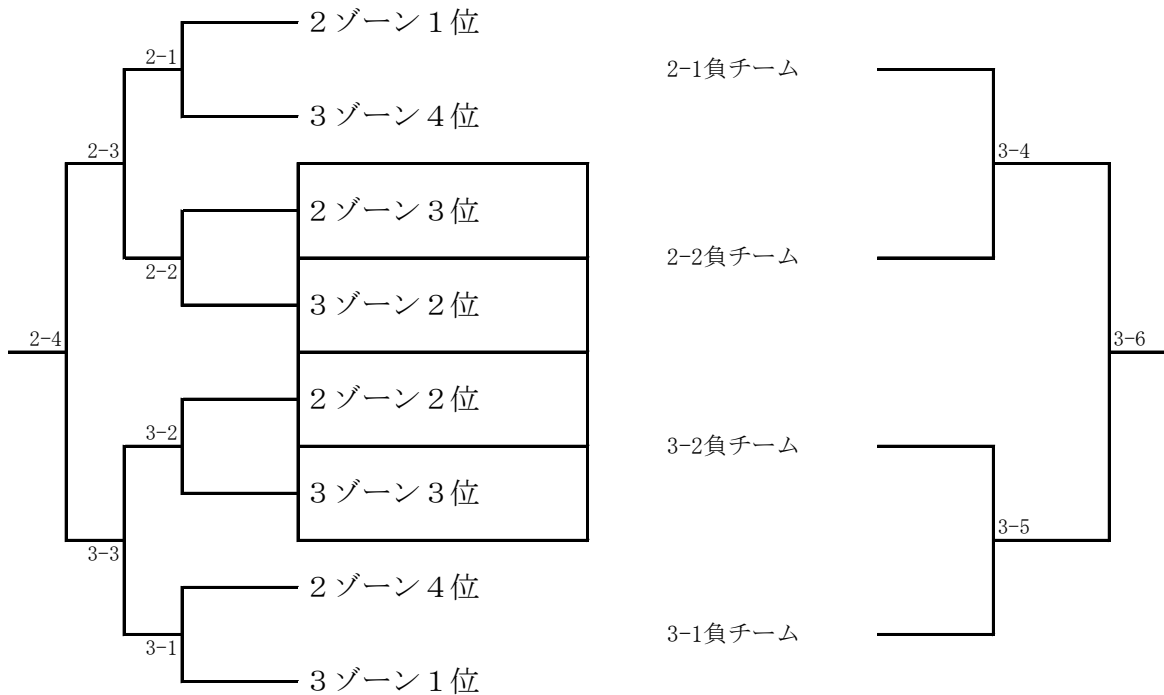 ２ゾーン１位
2-1
2-1負チーム
３ゾーン４位
2-3
3-4
２ゾーン３位
2-2
2-2負チーム
３ゾーン２位
2-4
3-6
２ゾーン２位
3-2
3-2負チーム
３ゾーン３位
3-3
3-5
２ゾーン４位
3-1
3-1負チーム
３ゾーン１位